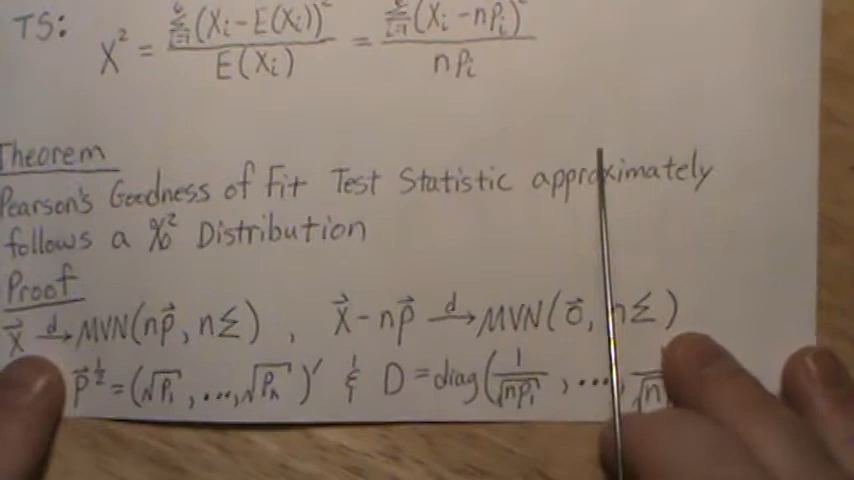 TS: X² = Σ(Xᵢ - E(Xᵢ))² / E(Xᵢ) = Σ(Xᵢ - npᵢ)² / npᵢ
Theorem
Pearson's Goodness of Fit Test Statistic approximately
follows a χ² Distribution
Proof
X⃗ →ᵈ MVN(np⃗, nΣ) , X⃗ - np⃗ →ᵈ MVN(0⃗, nΣ)
p⃗^½ = (√p₁, ..., √pₙ)′ & D = diag(1/√np₁, ..., √n